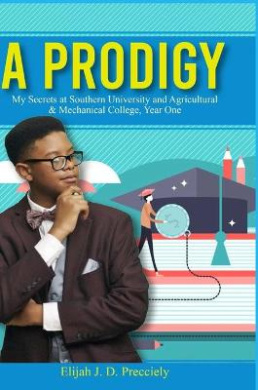 A PRODIGY
My Secrets at Southern University and Agricultural
& Mechanical College, Year One
Elijah J. D. Precciely